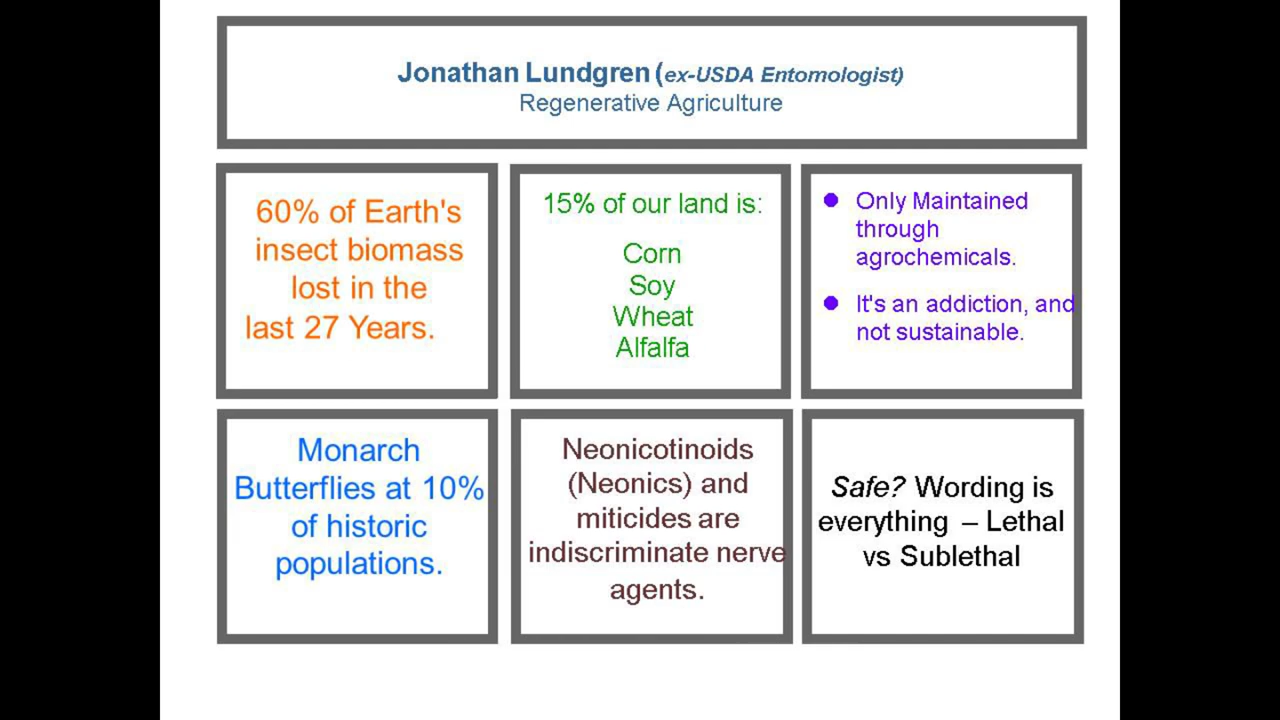 Jonathan Lundgren (ex-USDA Entomologist)
Regenerative Agriculture
60% of Earth's
insect biomass
lost in the
last 27 Years.
15% of our land is:
Corn
Soy
Wheat
Alfalfa
● Only Maintained
through
agrochemicals.
● It's an addiction, and
not sustainable.
Monarch
Butterflies at 10%
of historic
populations.
Neonicotinoids
(Neonics) and
miticides are
indiscriminate nerve
agents.
Safe? Wording is
everything – Lethal
vs Sublethal